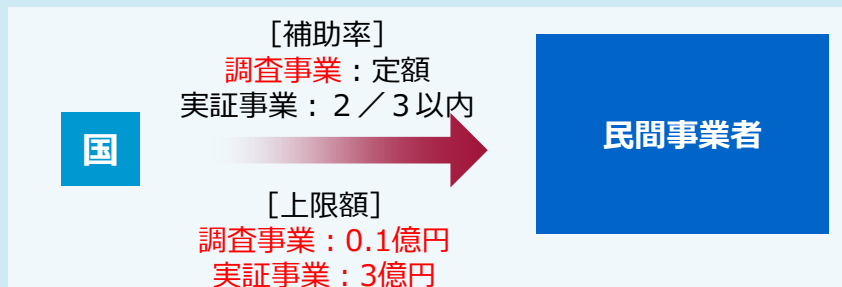 ［補助率］
調査事業：定額
実証事業：２／３以内
国
民間事業者
［上限額］
調査事業：0.1億円
実証事業：3億円